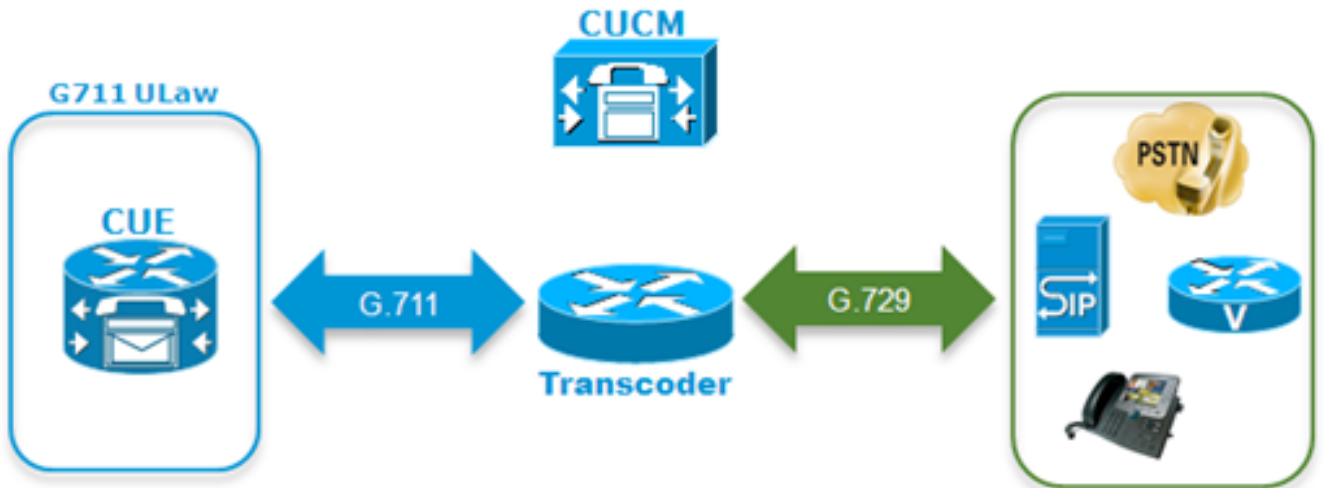 CUCM
G711 ULaw
CUE
G.711
Transcoder
G.729
PSTN
SIP
V